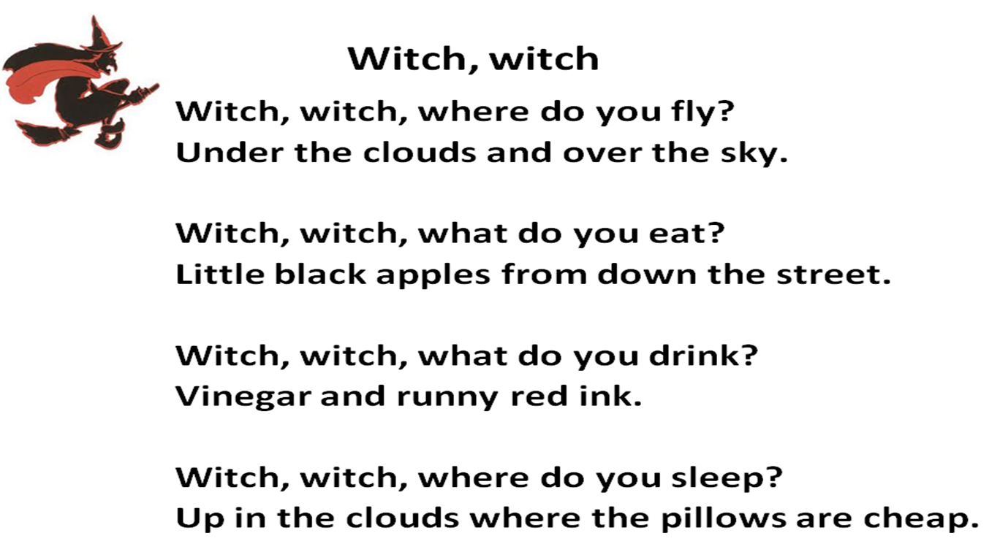 Witch, witch
Witch, witch, where do you fly?
Under the clouds and over the sky.
Witch, witch, what do you eat?
Little black apples from down the street.
Witch, witch, what do you drink?
Vinegar and runny red ink.
Witch, witch, where do you sleep?
Up in the clouds where the pillows are cheap.